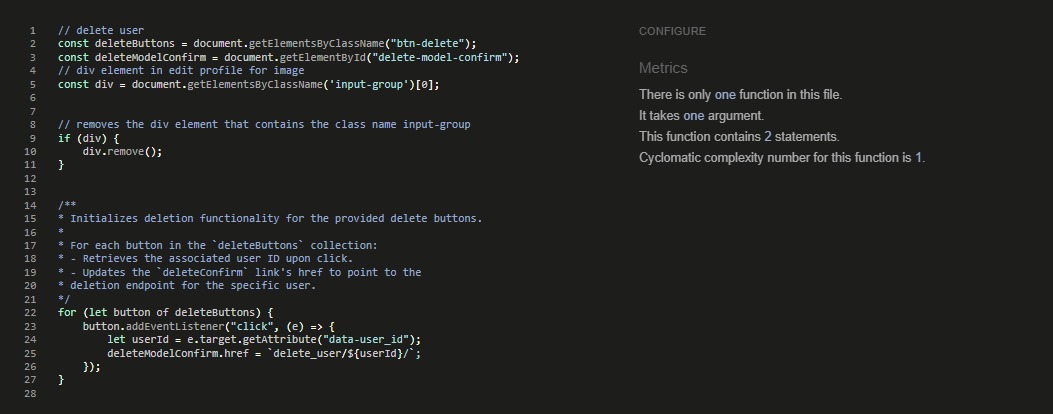 1 // delete user
2 const deleteButtons = document.getElementsByClassName("btn-delete");
3 const deleteModelConfirm = document.getElementById("delete-model-confirm");
4 // div element in edit profile for image
5 const div = document.getElementsByClassName('input-group')[0];
6
7
8 // removes the div element that contains the class name input-group
9 if (div) {
10     div.remove();
11 }
12
13
14 /**
15 * Initializes deletion functionality for the provided delete buttons.
16 *
17 * For each button in the `deleteButtons` collection:
18 * - Retrieves the associated user ID upon click.
19 * - Updates the `deleteConfirm` link's href to point to the
20 * deletion endpoint for the specific user.
21 */
22 for (let button of deleteButtons) {
23     button.addEventListener("click", (e) => {
24         let userId = e.target.getAttribute("data-user_id");
25         deleteModelConfirm.href = `delete_user/${userId}/`;
26     });
27 }
28
CONFIGURE
Metrics
There is only one function in this file.
It takes one argument.
This function contains 2 statements.
Cyclomatic complexity number for this function is 1.